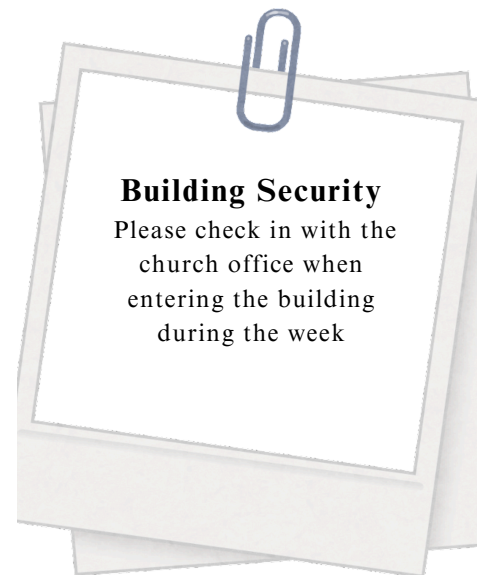 Building Security
Please check in with the
church office when
entering the building
during the week